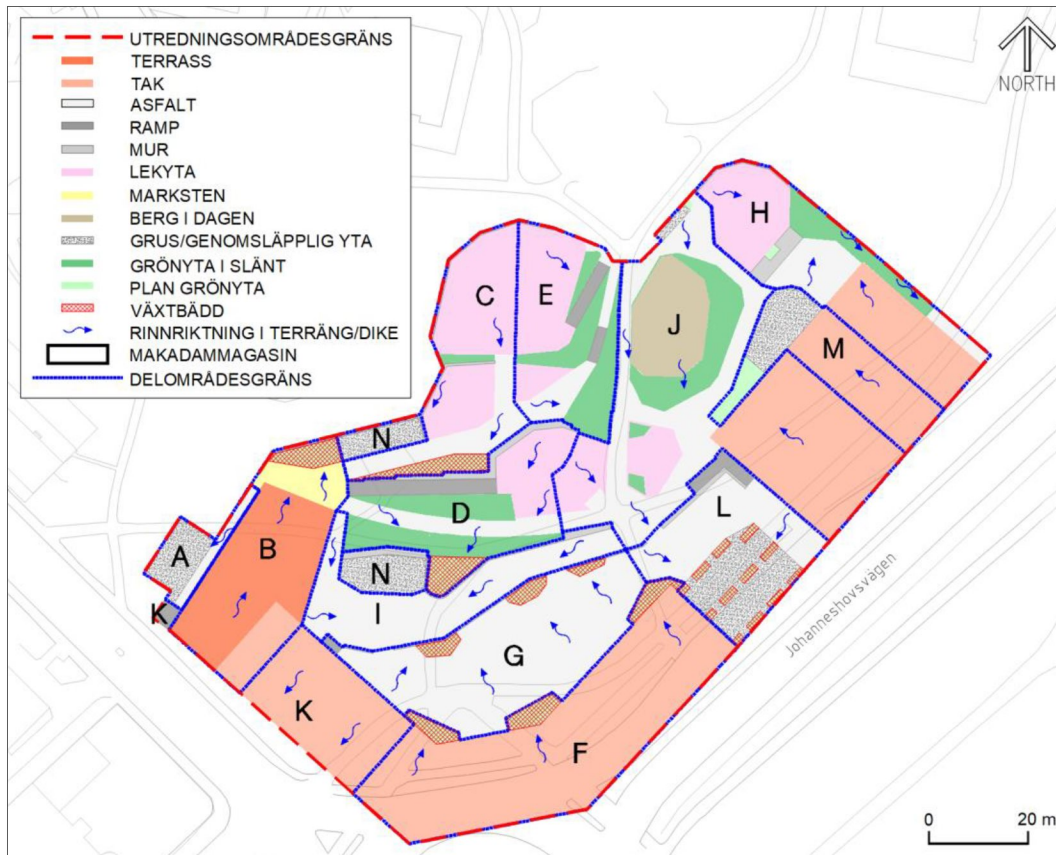 UTREDNINGSOMRÅDESGRÄNS
TERRASS
TAK
ASFALT
RAMP
MUR
LEKYTA
MARKSTEN
BERG I DAGEN
GRUS/GENOMSLÄPPLIG YTA
GRÖNYTA I SLÄNT
PLAN GRÖNYTA
VÄXTBÄDD
RINNRIKTNING I TERRÄNG/DIKE
MAKADAMMAGASIN
DELOMRÅDESGRÄNS
NORTH
H
C
E
J
M
N
D
L
A
B
N
K
I
G
K
F
Johanneshovsvägen
0 20 m